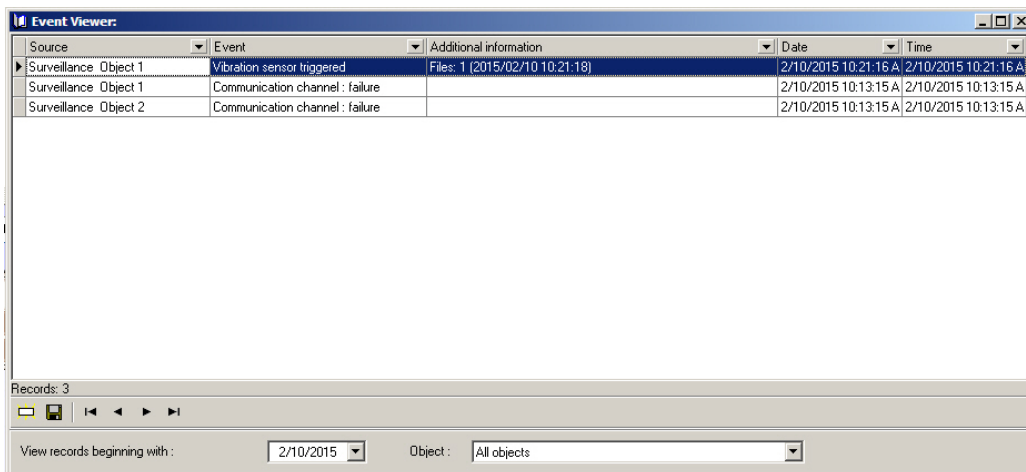 Event Viewer:
Source Event Additional information Date Time
Surveillance Object 1 Vibration sensor triggered Files: 1 (2015/02/10 10:21:18) 2/10/2015 10:21:16 A 2/10/2015 10:21:16 A
Surveillance Object 1 Communication channel : failure 2/10/2015 10:13:15 A 2/10/2015 10:13:15 A
Surveillance Object 2 Communication channel : failure 2/10/2015 10:13:15 A 2/10/2015 10:13:15 A
Records: 3
View records beginning with : 2/10/2015 Object : All objects